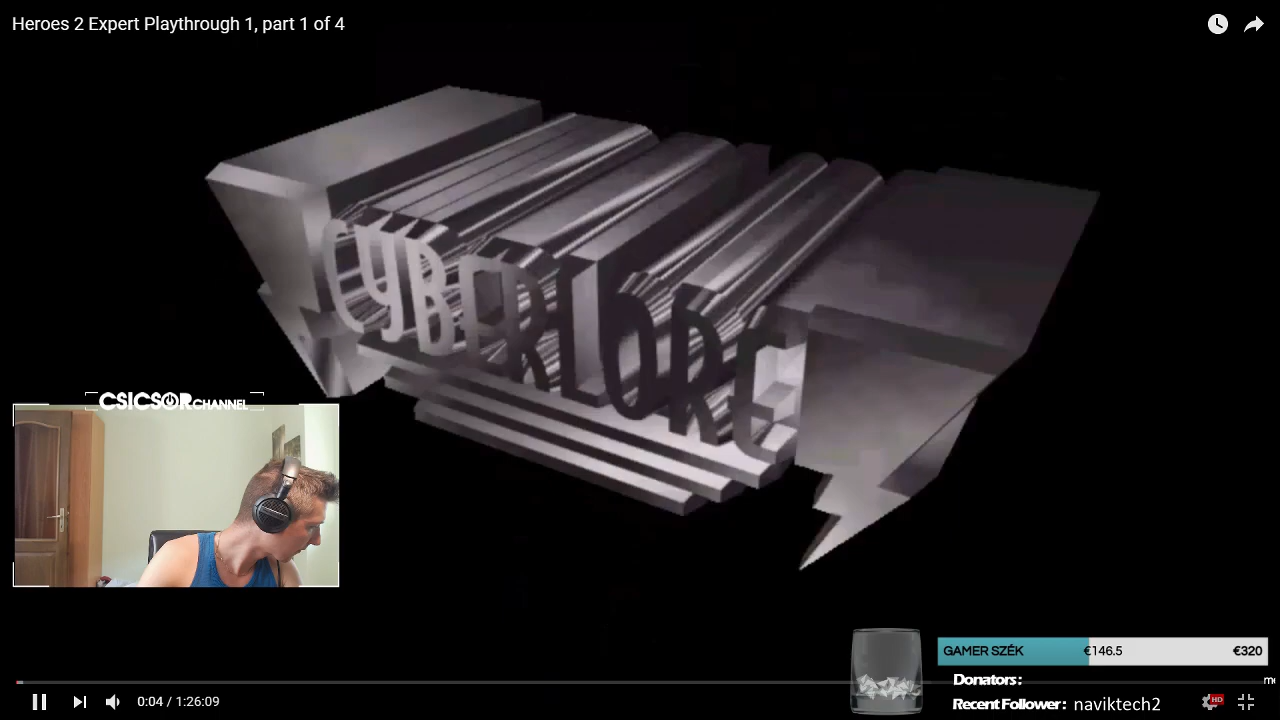 Heroes 2 Expert Playthrough 1, part 1 of 4
CYBERLORE
CSICSOR CHANNEL
GAMER SZÉK €146.5 €320
Donators:
Recent Follower: naviktech2
0:04 / 1:26:09
HD